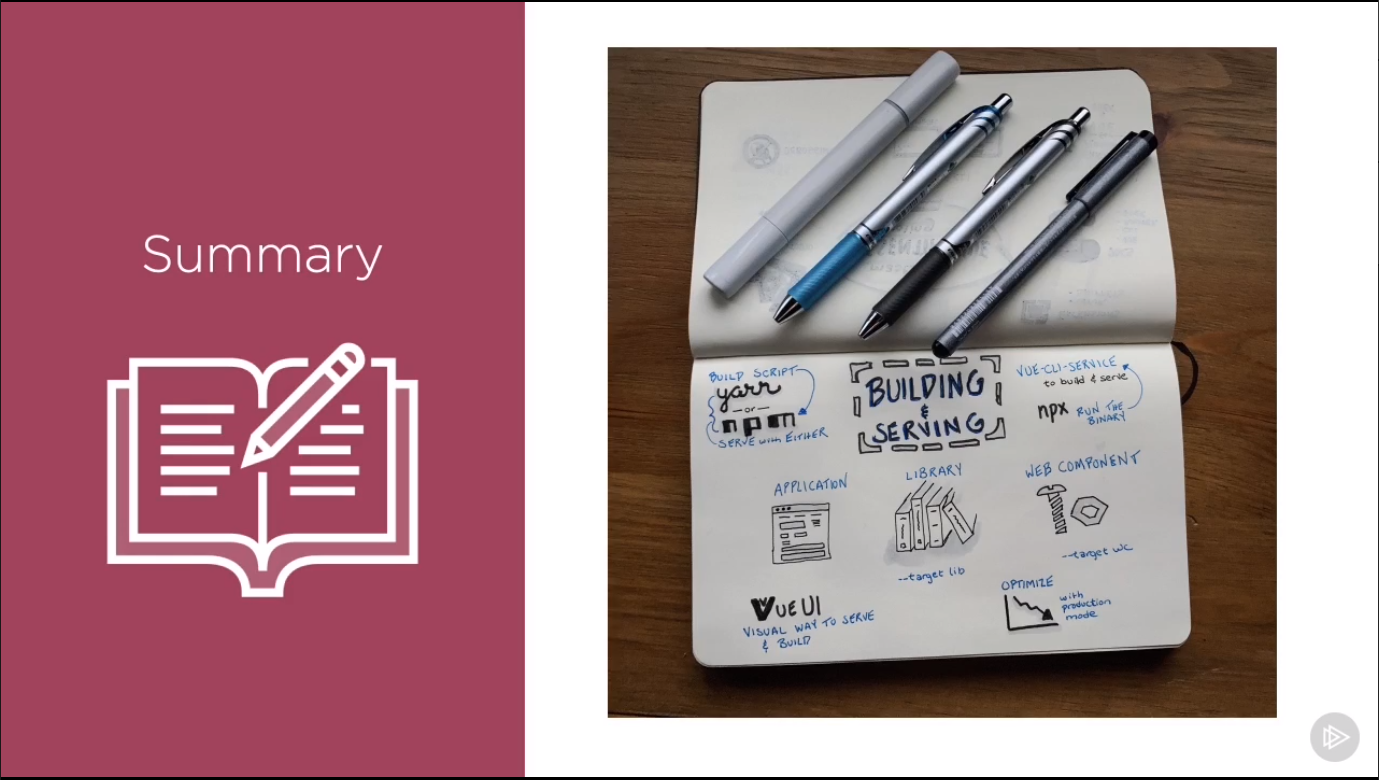 Summary
BUILD SCRIPT
yarn
—or—
npm
SERVE with EITHER
BUILDING
&
SERVING
VUE-CLI-SERVICE
to build & serve
npx RUN THE
BINARY
APPLICATION
LIBRARY
--target lib
WEB COMPONENT
--target wc
VUE UI
VISUAL WAY TO SERVE
& BUILD
OPTIMIZE
with
production
mode